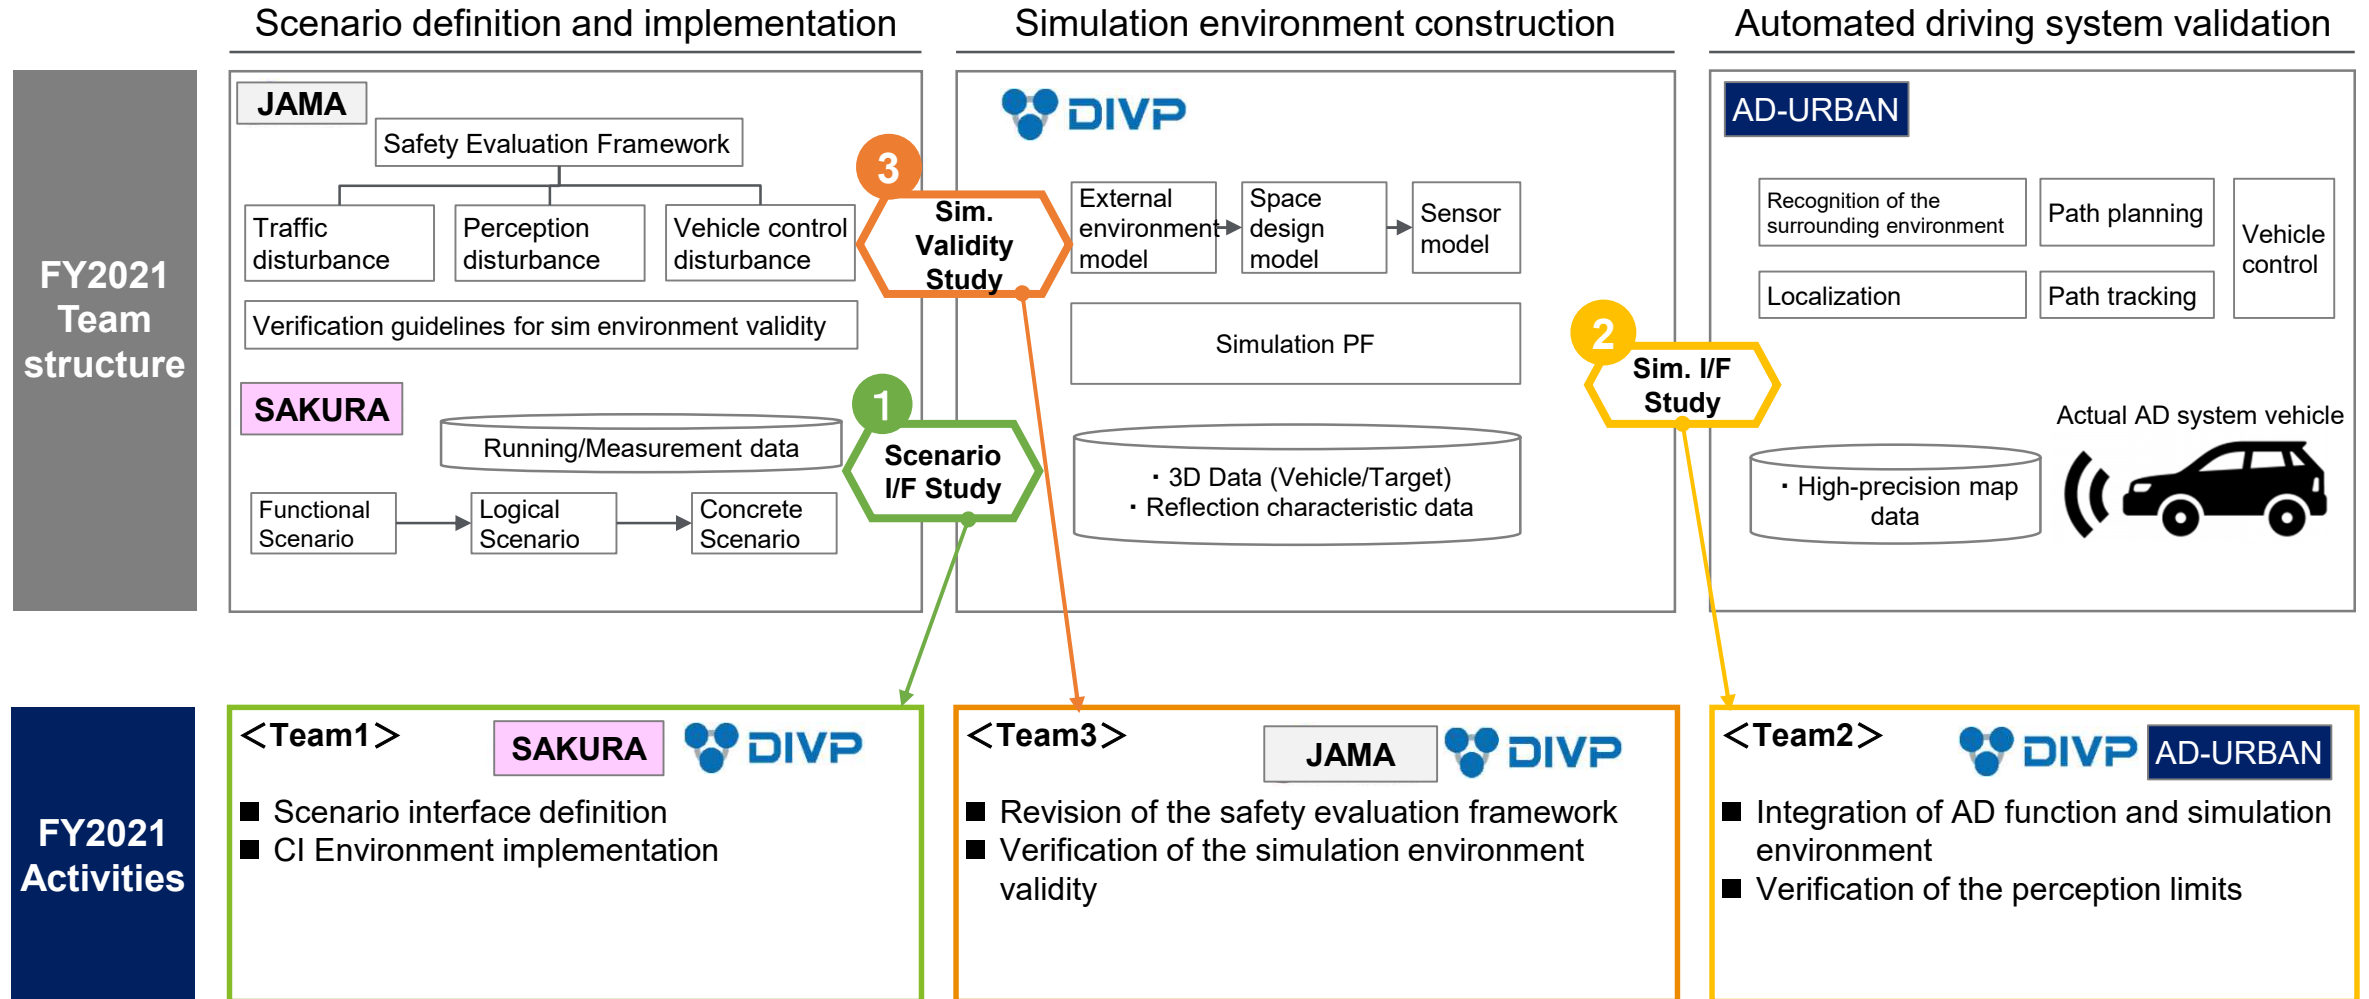 Scenario definition and implementation
Simulation environment construction
Automated driving system validation
FY2021
Team
structure
JAMA
Safety Evaluation Framework
Traffic
disturbance
Perception
disturbance
Vehicle control
disturbance
Verification guidelines for sim environment validity
SAKURA
Running/Measurement data
Functional
Scenario
Logical
Scenario
Concrete
Scenario
3
Sim.
Validity
Study
1
Scenario
I/F Study
DIVP
External
environment
model
Space
design
model
Sensor
model
Simulation PF
・3D Data (Vehicle/Target)
・Reflection characteristic data
2
Sim. I/F
Study
AD-URBAN
Recognition of the
surrounding environment
Path planning
Vehicle
control
Localization
Path tracking
Actual AD system vehicle
・High-precision map
data
FY2021
Activities
＜Team1＞
SAKURA
DIVP
■ Scenario interface definition
■ CI Environment implementation
＜Team3＞
JAMA
DIVP
■ Revision of the safety evaluation framework
■ Verification of the simulation environment
validity
＜Team2＞
DIVP
AD-URBAN
■ Integration of AD function and simulation
environment
■ Verification of the perception limits